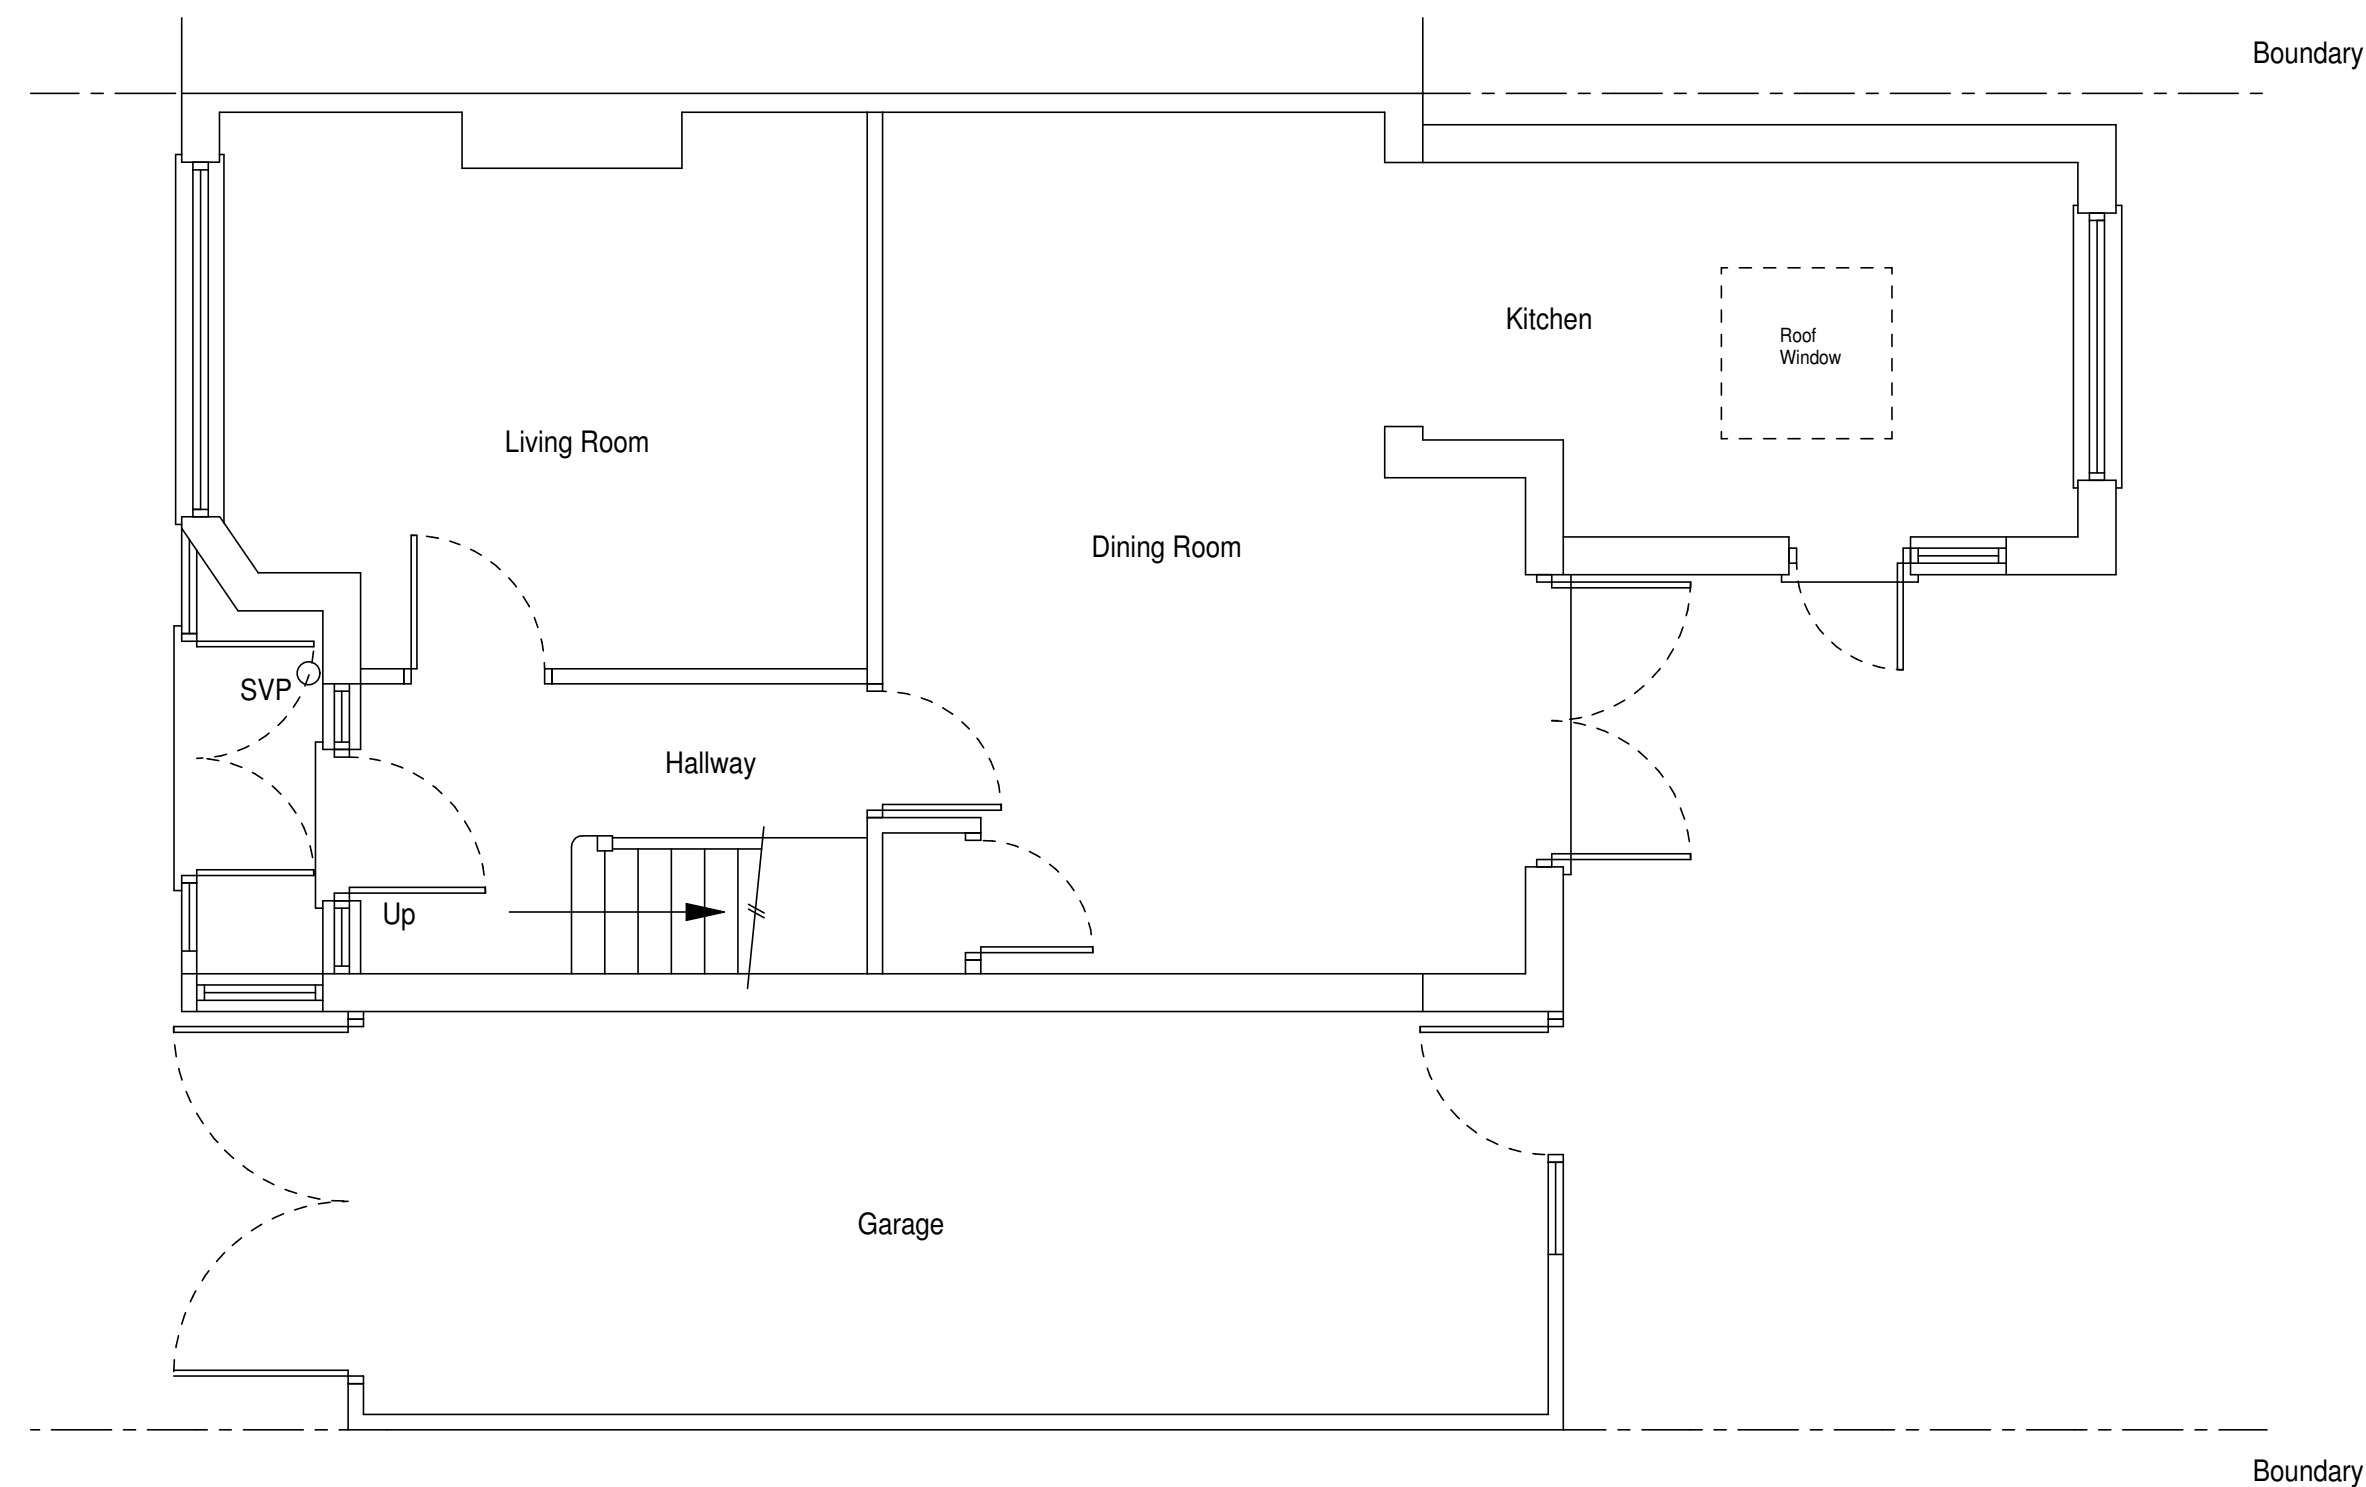 Boundary
Kitchen
Roof
Window
Living Room
Dining Room
SVP
Hallway
Up
Garage
Boundary